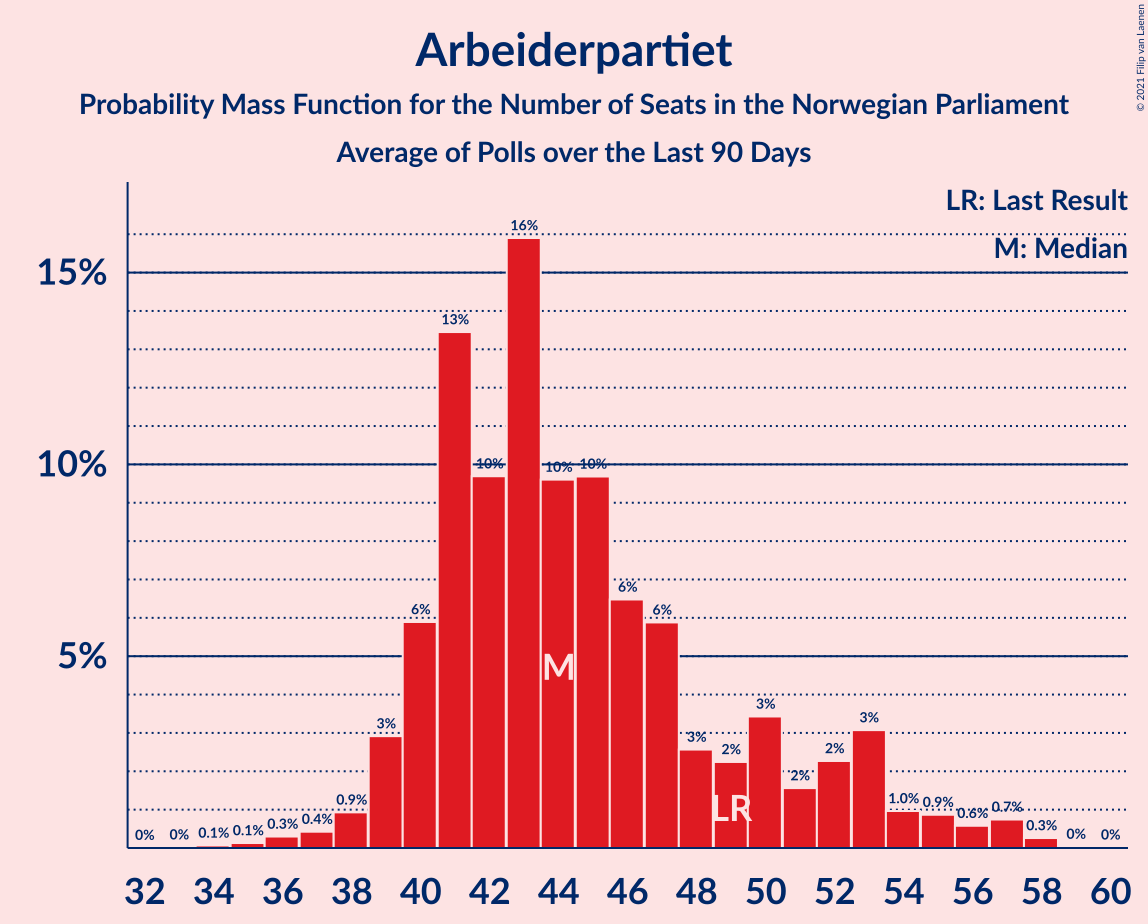 Arbeiderpartiet
Probability Mass Function for the Number of Seats in the Norwegian Parliament
Average of Polls over the Last 90 Days
© 2021 Filip van Laenen
LR: Last Result
M: Median
15%
10%
5%
0% 0% 0.1% 0.1% 0.3% 0.4% 0.9% 3% 6% 13% 10% 16% 10% 10% 6% 6% 3% 2% 3% 2% 2% 3% 1.0% 0.9% 0.6% 0.7% 0.3% 0% 0%
M
LR
32 34 36 38 40 42 44 46 48 50 52 54 56 58 60